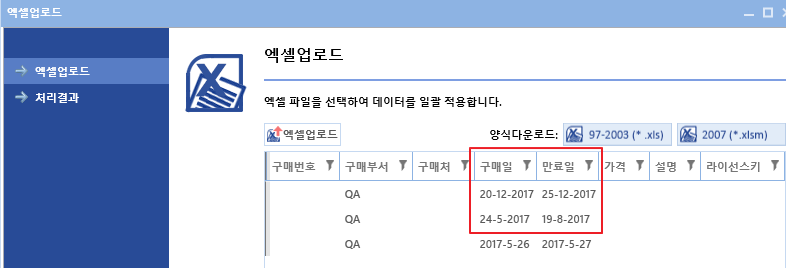 엑셀업로드
엑셀업로드
처리결과
엑셀업로드
엑셀 파일을 선택하여 데이터를 일괄 적용합니다.
엑셀업로드 양식다운로드: 97-2003 (* .xls) 2007 (*.xlsm)
구매번호 구매부서 구매처 구매일 만료일 가격 설명 라이선스키
QA 20-12-2017 25-12-2017
QA 24-5-2017 19-8-2017
QA 2017-5-26 2017-5-27